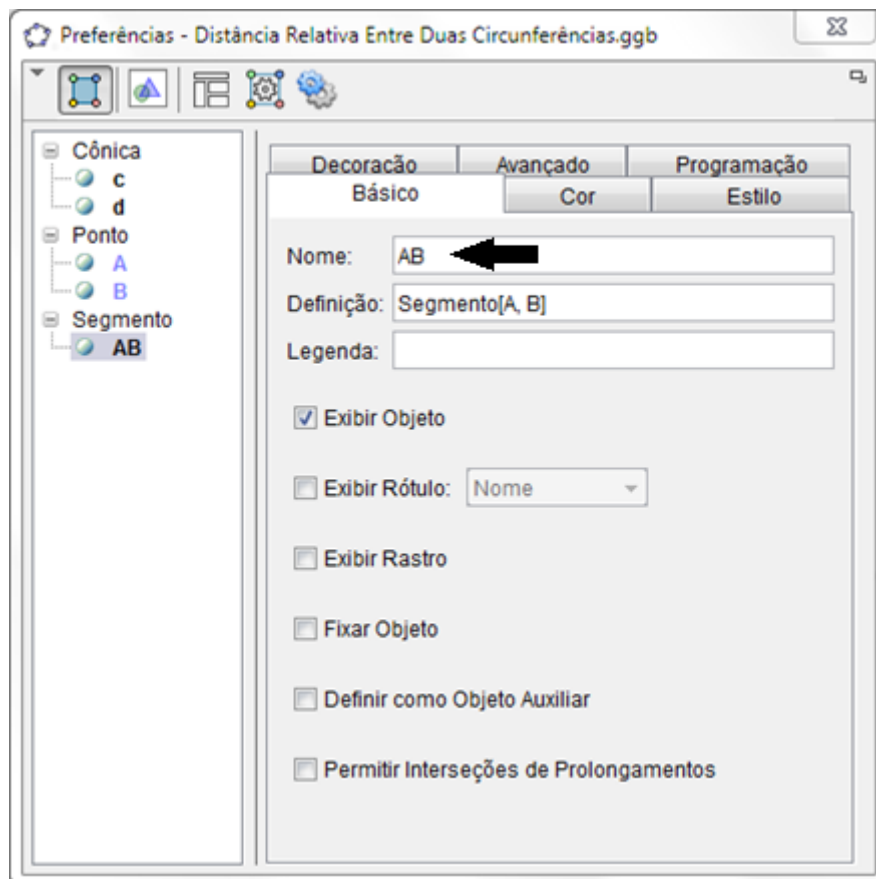 Preferências - Distância Relativa Entre Duas Circunferências.ggb
Cônica
c
d
Ponto
A
B
Segmento
AB
Decoração
Avançado
Programação
Básico
Cor
Estilo
Nome: AB
Definição: Segmento[A, B]
Legenda:
Exibir Objeto
Exibir Rótulo: Nome
Exibir Rastro
Fixar Objeto
Definir como Objeto Auxiliar
Permitir Interseções de Prolongamentos